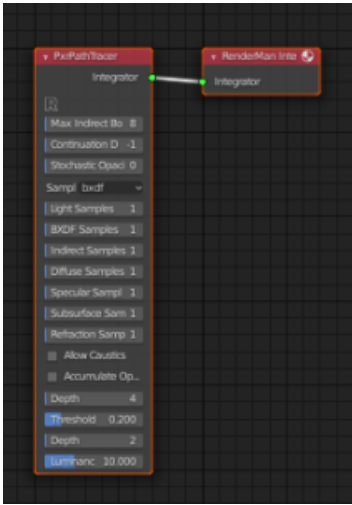 PxrPathTracer
RenderMan Inte
Integrator
Integrator
Max Indirect Bo 8
Continuation D -1
Stochastic Opaci 0
Sampl bxdf
Light Samples 1
BXDF Samples 1
Indirect Samples 1
Diffuse Samples 1
Specular Sampl 1
Subsurface Sam 1
Refraction Samp 1
Allow Caustics
Accumulate Op...
Depth 4
Threshold 0.200
Depth 2
Luminanc 10.000